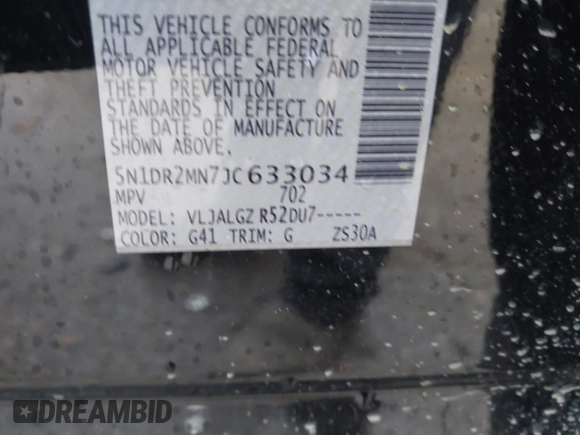 THIS VEHICLE CONFORMS TO
ALL APPLICABLE FEDERAL
MOTOR VEHICLE SAFETY AND
THEFT PREVENTION
STANDARDS IN EFFECT ON
THE DATE OF MANUFACTURE
SHOWN ABOVE.
5N1DR2MN7JC633034
MPV 702
MODEL: VLJALGZ R52DU7-----
COLOR: G41 TRIM: G ZS30A
DREAMBID